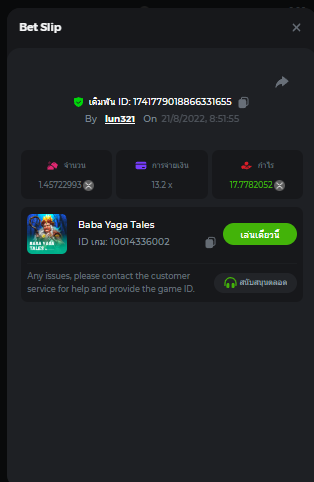 Bet Slip
เดิมพัน ID: 1741779018866331655
By lun321 On 21/8/2022, 8:51:55
จำนวน
1.45722993
การจ่ายเงิน
13.2 x
กำไร
17.7782052
BABA YAGA
TALES
Baba Yaga Tales
ID เกม: 10014336002
เล่นเดี๋ยวนี้
Any issues, please contact the customer
service for help and provide the game ID.
สนับสนุนตลอด